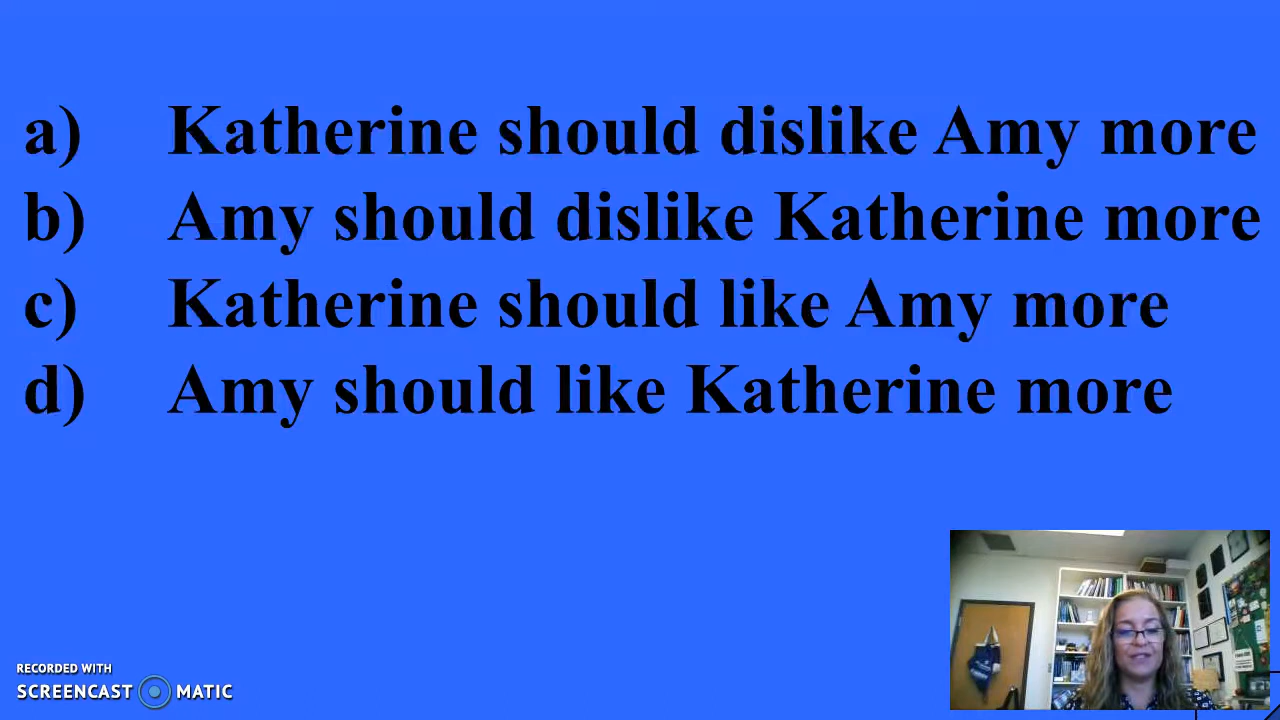 a) Katherine should dislike Amy more
b) Amy should dislike Katherine more
c) Katherine should like Amy more
d) Amy should like Katherine more
RECORDED WITH
SCREENCAST MATIC